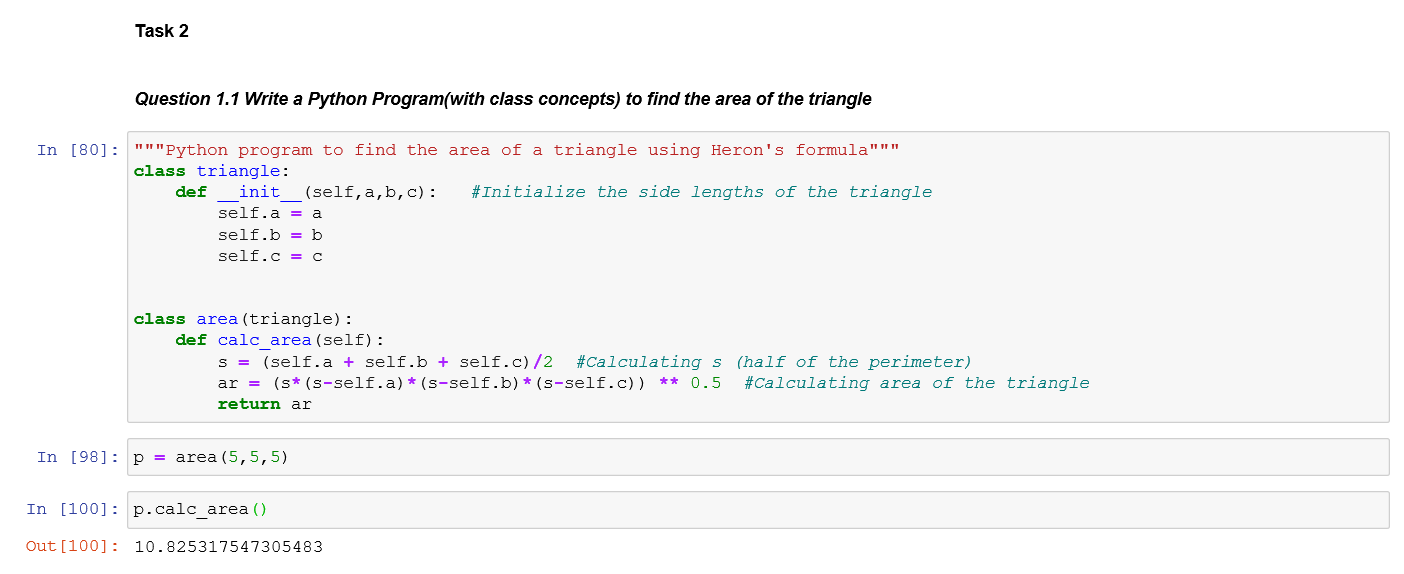 Task 2
Question 1.1 Write a Python Program(with class concepts) to find the area of the triangle
In [80]: """Python program to find the area of a triangle using Heron's formula"""
class triangle:
    def __init__(self,a,b,c):   #Initialize the side lengths of the triangle
        self.a = a
        self.b = b
        self.c = c
class area(triangle):
    def calc_area(self):
        s = (self.a + self.b + self.c)/2  #Calculating s (half of the perimeter)
        ar = (s*(s-self.a)*(s-self.b)*(s-self.c)) ** 0.5  #Calculating area of the triangle
        return ar
In [98]: p = area(5,5,5)
In [100]: p.calc_area()
Out[100]: 10.825317547305483